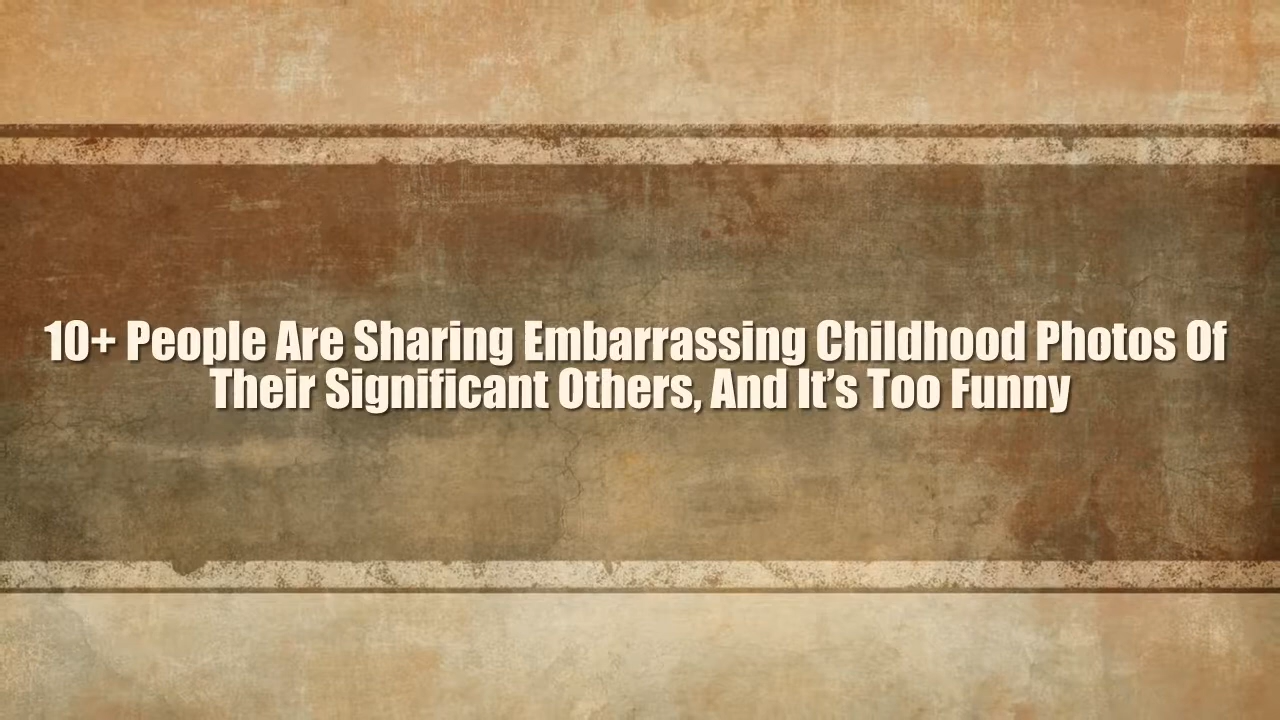 10+ People Are Sharing Embarrassing Childhood Photos Of
Their Significant Others, And It’s Too Funny